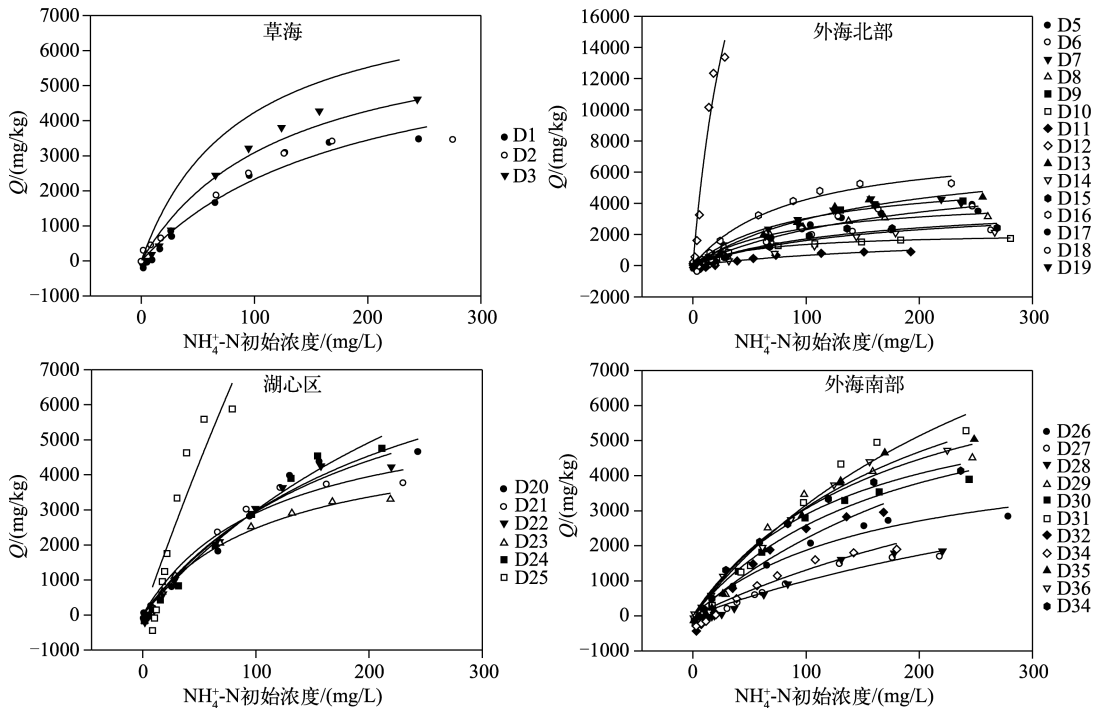 草海
7000
6000
5000
4000
3000
2000
1000
0
−1000
Q/(mg/kg)
0 100 200 300
NH₄⁺-N初始浓度/(mg/L)
D1
D2
D3
外海北部
16000
14000
12000
10000
8000
6000
4000
2000
0
−2000
Q/(mg/kg)
0 100 200 300
NH₄⁺-N初始浓度/(mg/L)
D5
D6
D7
D8
D9
D10
D11
D12
D13
D14
D15
D16
D17
D18
D19
湖心区
7000
6000
5000
4000
3000
2000
1000
0
−1000
Q/(mg/kg)
0 100 200 300
NH₄⁺-N初始浓度/(mg/L)
D20
D21
D22
D23
D24
D25
外海南部
7000
6000
5000
4000
3000
2000
1000
0
−1000
Q/(mg/kg)
0 100 200 300
NH₄⁺-N初始浓度/(mg/L)
D26
D27
D28
D29
D30
D31
D32
D34
D35
D36
D34